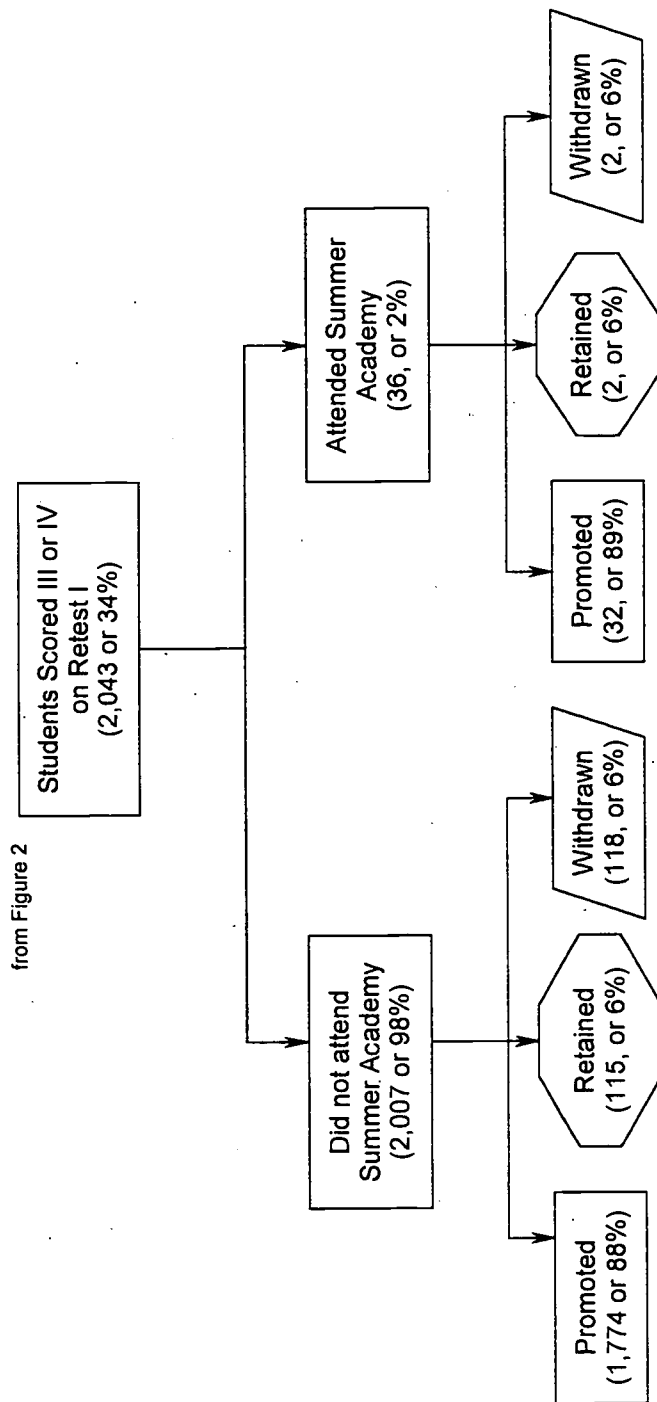 from Figure 2
Students Scored III or IV
on Retest I
(2,043 or 34%)
Did not attend
Summer Academy
(2,007 or 98%)
Attended Summer
Academy
(36, or 2%)
Promoted
(1,774 or 88%)
Retained
(115, or 6%)
Withdrawn
(118, or 6%)
Promoted
(32, or 89%)
Retained
(2, or 6%)
Withdrawn
(2, or 6%)